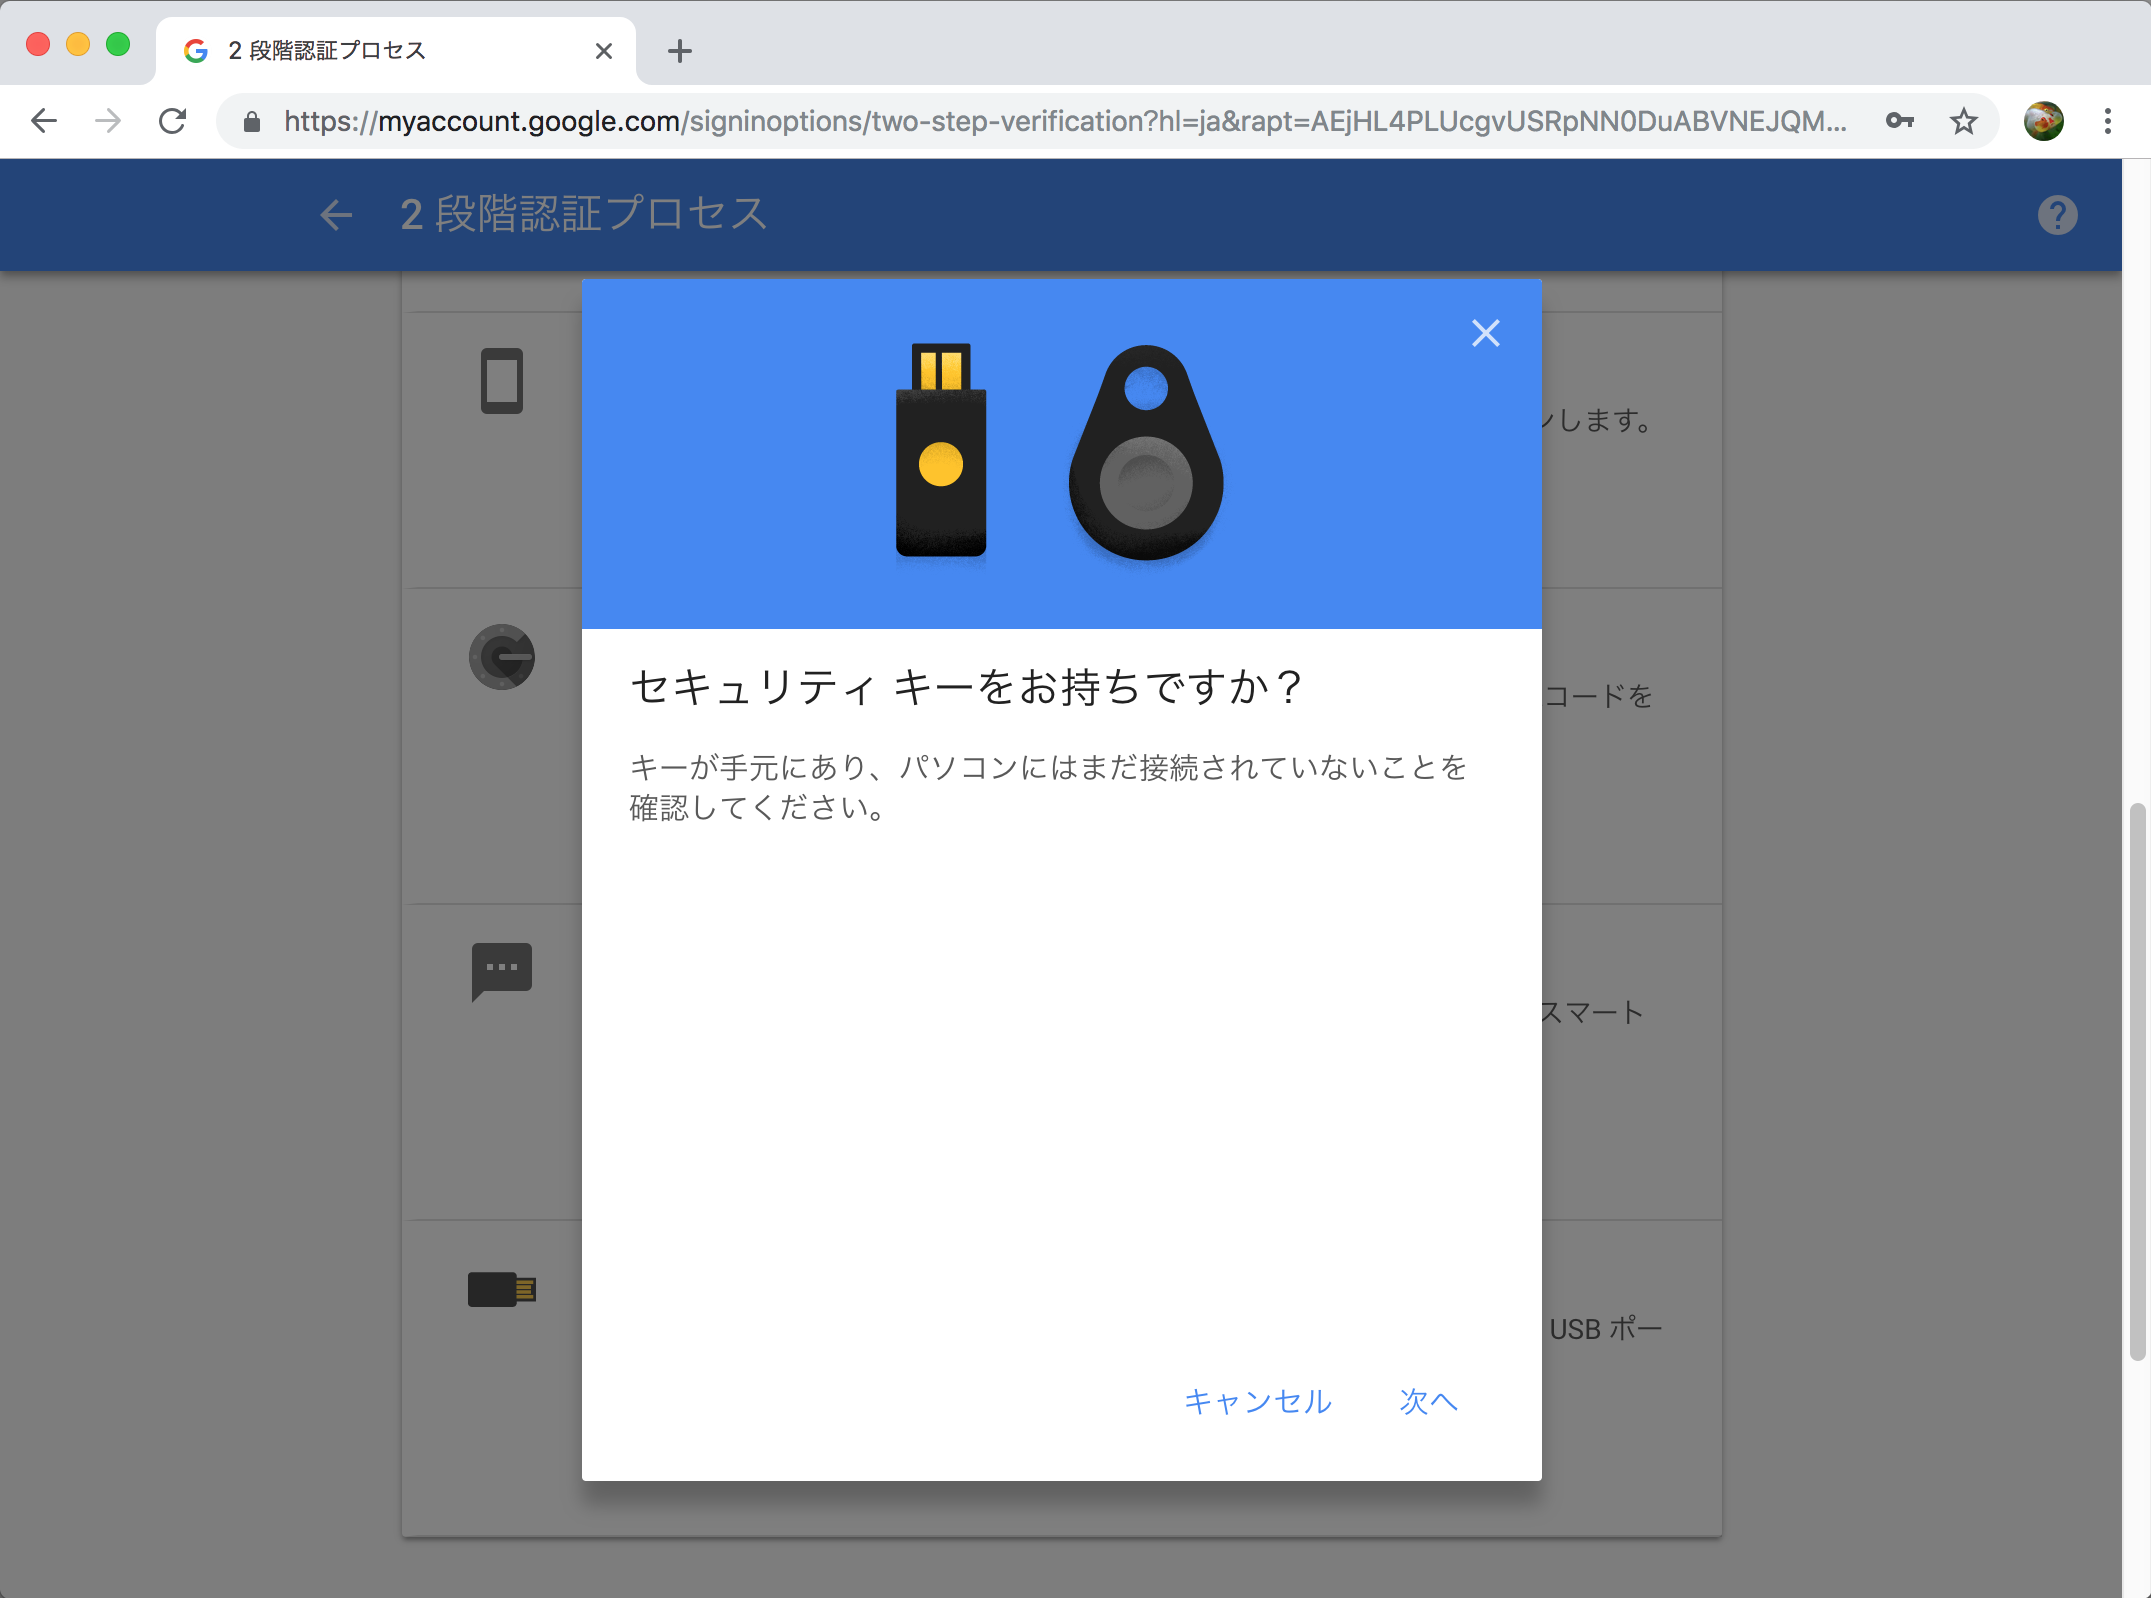 2 段階認証プロセス
https://myaccount.google.com/signinoptions/two-step-verification?hl=ja&rapt=AEjHL4PLUcgvUSRpNN0DuABVNEJQM...
2 段階認証プロセス
ンします。
セキュリティ キーをお持ちですか？
コードを
キーが手元にあり、パソコンにはまだ接続されていないことを
確認してください。
スマート
USB ポー
キャンセル 次へ